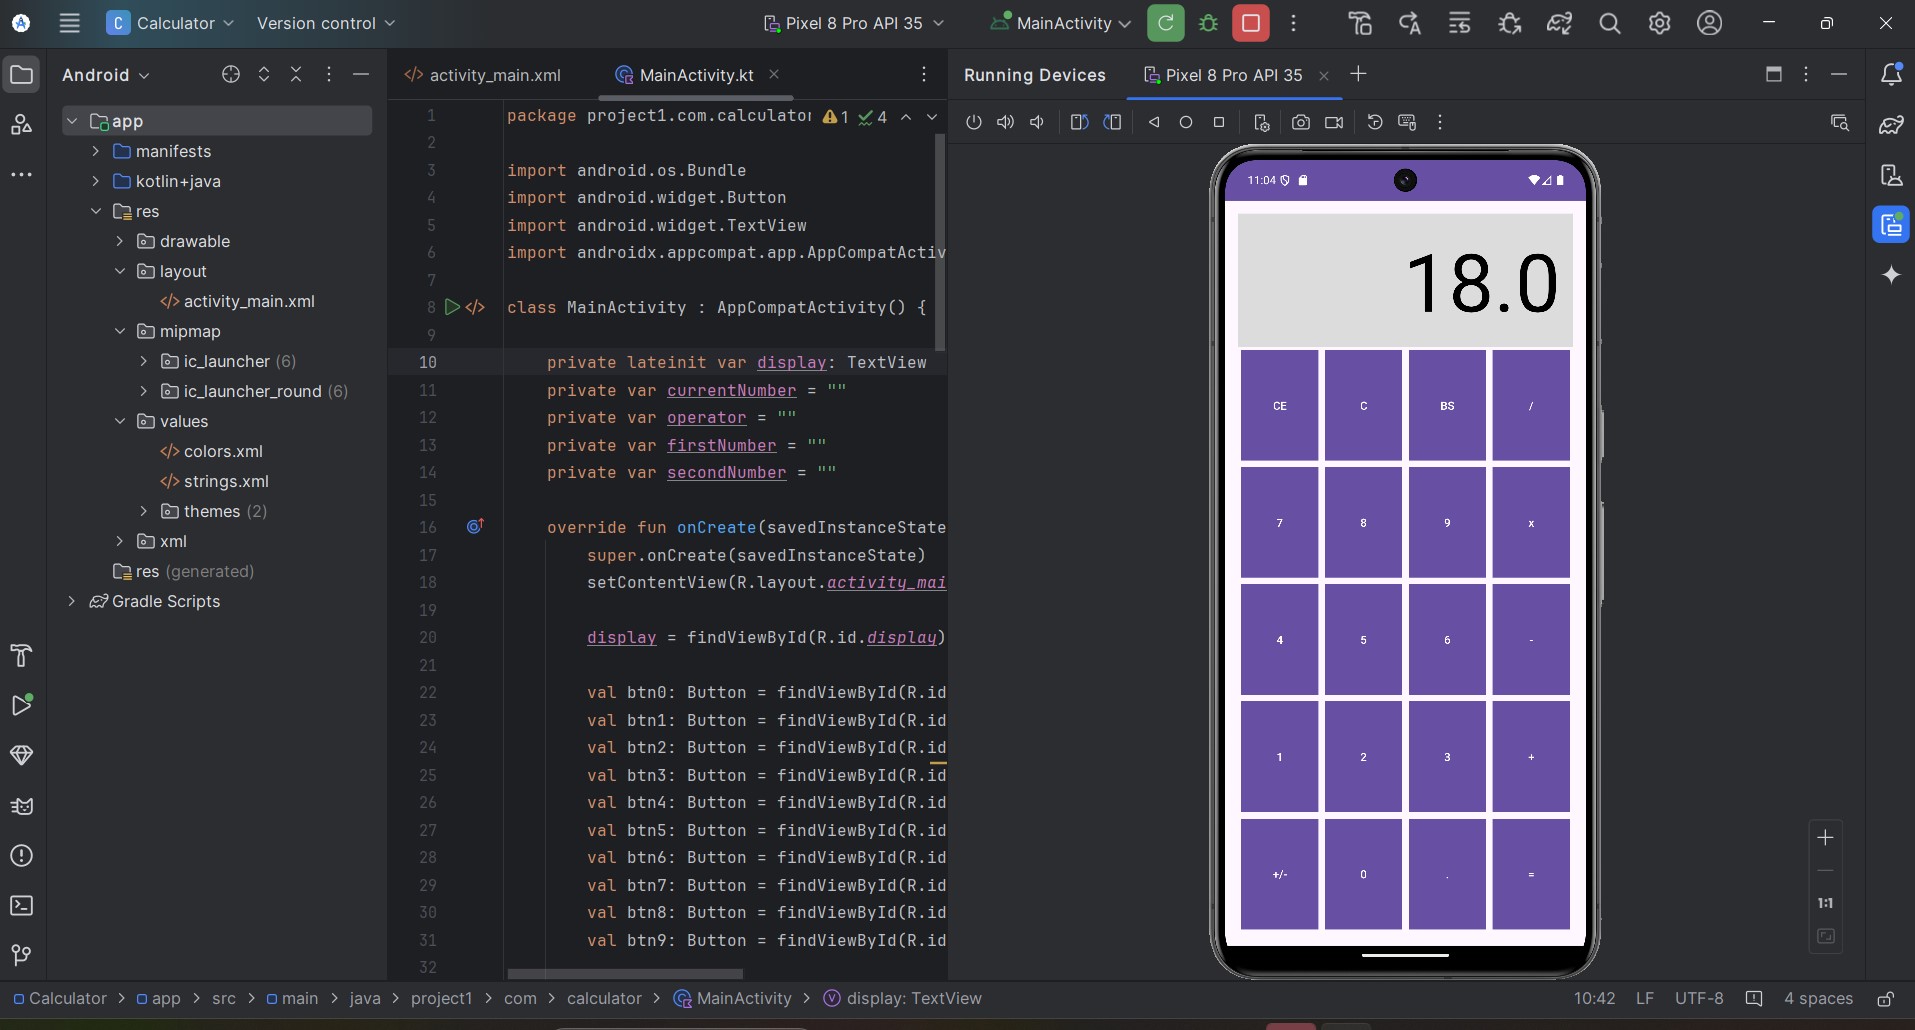 C Calculator
Version control
Pixel 8 Pro API 35
MainActivity
Android
app
manifests
kotlin+java
res
drawable
layout
activity_main.xml
mipmap
ic_launcher (6)
ic_launcher_round (6)
values
colors.xml
strings.xml
themes (2)
xml
res (generated)
Gradle Scripts
activity_main.xml
MainActivity.kt
1 package project1.com.calculator
1 4
2
3 import android.os.Bundle
4 import android.widget.Button
5 import android.widget.TextView
6 import androidx.appcompat.app.AppCompatActiv
7
8 class MainActivity : AppCompatActivity() {
9
10 private lateinit var display: TextView
11 private var currentNumber = ""
12 private var operator = ""
13 private var firstNumber = ""
14 private var secondNumber = ""
15
16 override fun onCreate(savedInstanceState
17 super.onCreate(savedInstanceState)
18 setContentView(R.layout.activity_mai
19
20 display = findViewById(R.id.display)
21
22 val btn0: Button = findViewById(R.id
23 val btn1: Button = findViewById(R.id
24 val btn2: Button = findViewById(R.id
25 val btn3: Button = findViewById(R.id
26 val btn4: Button = findViewById(R.id
27 val btn5: Button = findViewById(R.id
28 val btn6: Button = findViewById(R.id
29 val btn7: Button = findViewById(R.id
30 val btn8: Button = findViewById(R.id
31 val btn9: Button = findViewById(R.id
32
Running Devices
Pixel 8 Pro API 35
11:04
18.0
CE C BS /
7 8 9 x
4 5 6 -
1 2 3 +
+/- 0 . =
1:1
Calculator > app > src > main > java > project1 > com > calculator > MainActivity > display: TextView
10:42 LF UTF-8 4 spaces